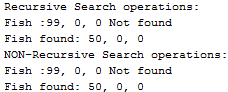 Recursive Search operations:
Fish :99, 0, 0 Not found
Fish found: 50, 0, 0
NON-Recursive Search operations:
Fish :99, 0, 0 Not found
Fish found: 50, 0, 0